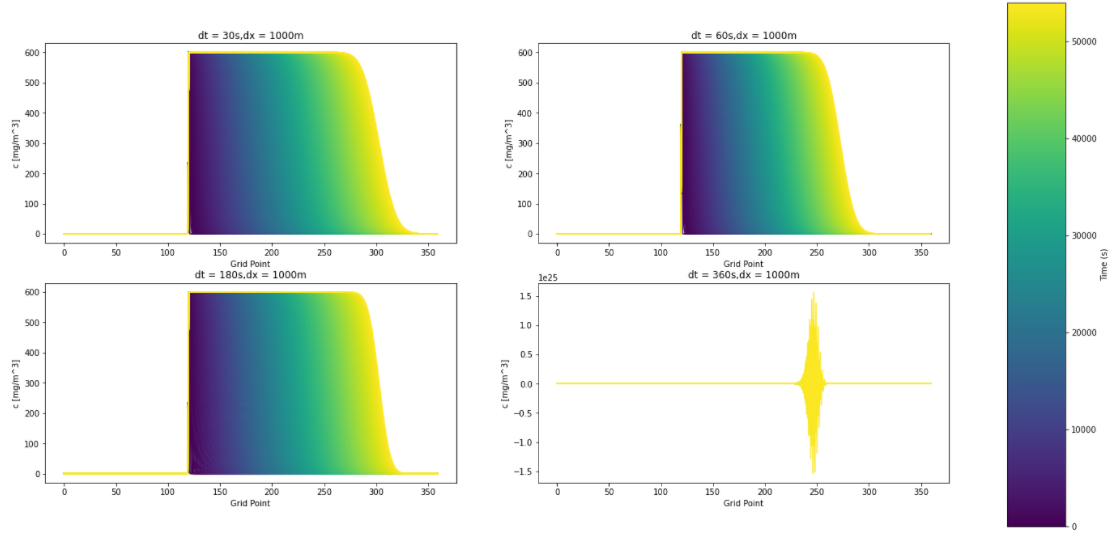 dt = 30s,dx = 1000m
600
500
400
300
200
100
0
c [mg/m^3]
0 50 100 150 200 250 300 350
Grid Point
dt = 60s,dx = 1000m
600
500
400
300
200
100
0
c [mg/m^3]
0 50 100 150 200 250 300 350
Grid Point
dt = 180s,dx = 1000m
600
500
400
300
200
100
0
c [mg/m^3]
0 50 100 150 200 250 300 350
Grid Point
dt = 360s,dx = 1000m
1e25
1.5
1.0
0.5
0.0
−0.5
−1.0
−1.5
c [mg/m^3]
0 50 100 150 200 250 300 350
Grid Point
50000
40000
30000
20000
10000
0
Time (s)